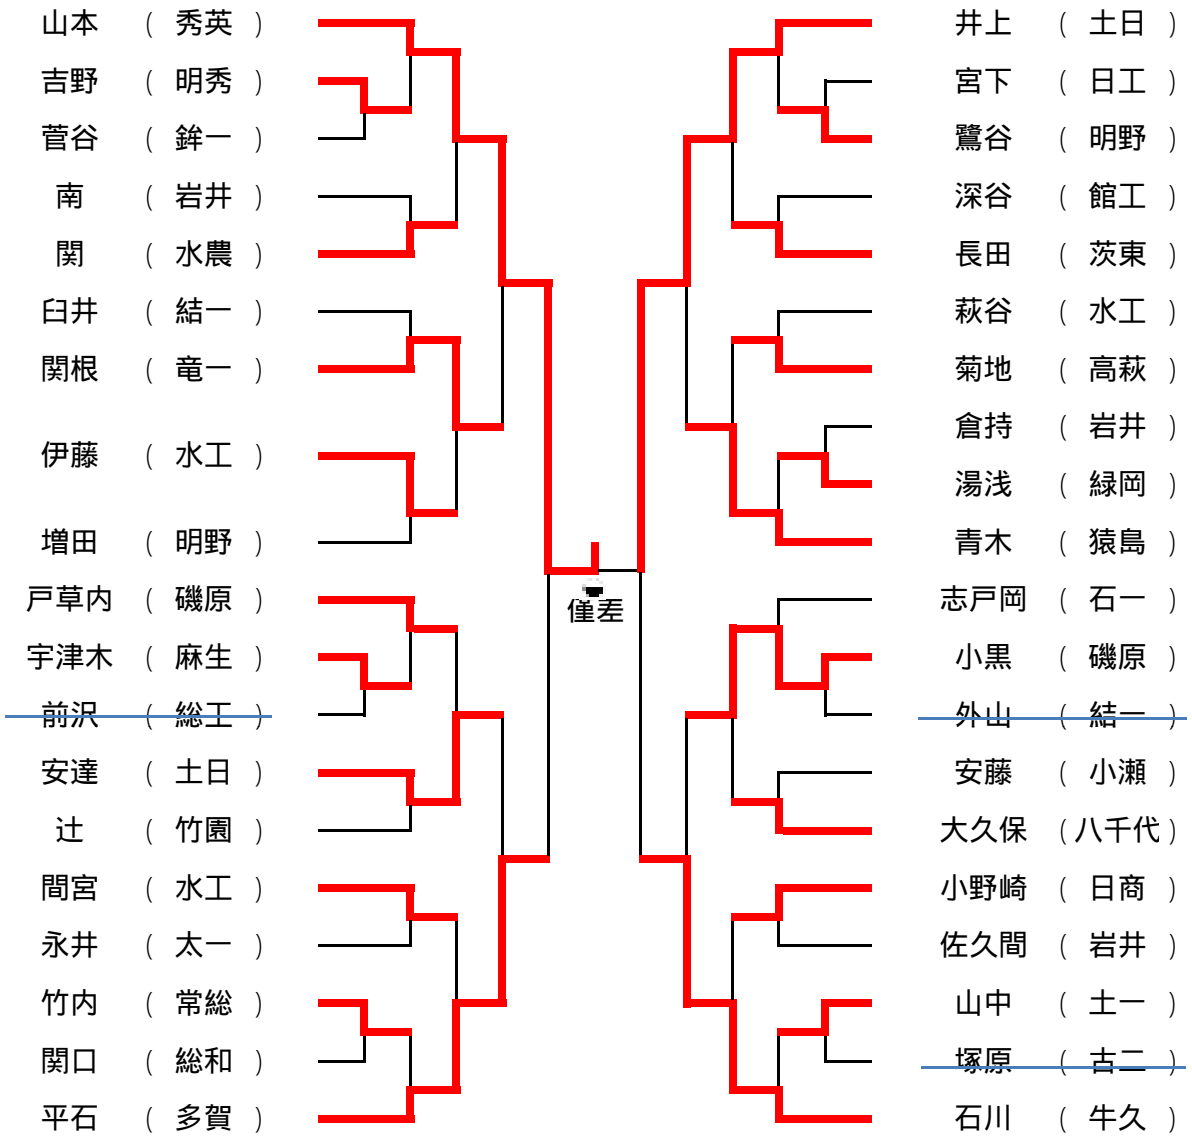 山本 ( 秀英 )
吉野 ( 明秀 )
菅谷 ( 鉾一 )
南 ( 岩井 )
関 ( 水農 )
臼井 ( 結一 )
関根 ( 竜一 )
伊藤 ( 水工 )
増田 ( 明野 )
戸草内 ( 磯原 )
宇津木 ( 麻生 )
前沢 ( 総工 )
安達 ( 土日 )
辻 ( 竹園 )
間宮 ( 水工 )
永井 ( 太一 )
竹内 ( 常総 )
関口 ( 総和 )
平石 ( 多賀 )
僅差
井上 ( 土日 )
宮下 ( 日工 )
鷺谷 ( 明野 )
深谷 ( 館工 )
長田 ( 茨東 )
萩谷 ( 水工 )
菊地 ( 高萩 )
倉持 ( 岩井 )
湯浅 ( 緑岡 )
青木 ( 猿島 )
志戸岡 ( 石一 )
小黒 ( 磯原 )
外山 ( 結一 )
安藤 ( 小瀬 )
大久保 ( 八千代 )
小野崎 ( 日商 )
佐久間 ( 岩井 )
山中 ( 土一 )
塚原 ( 古二 )
石川 ( 牛久 )